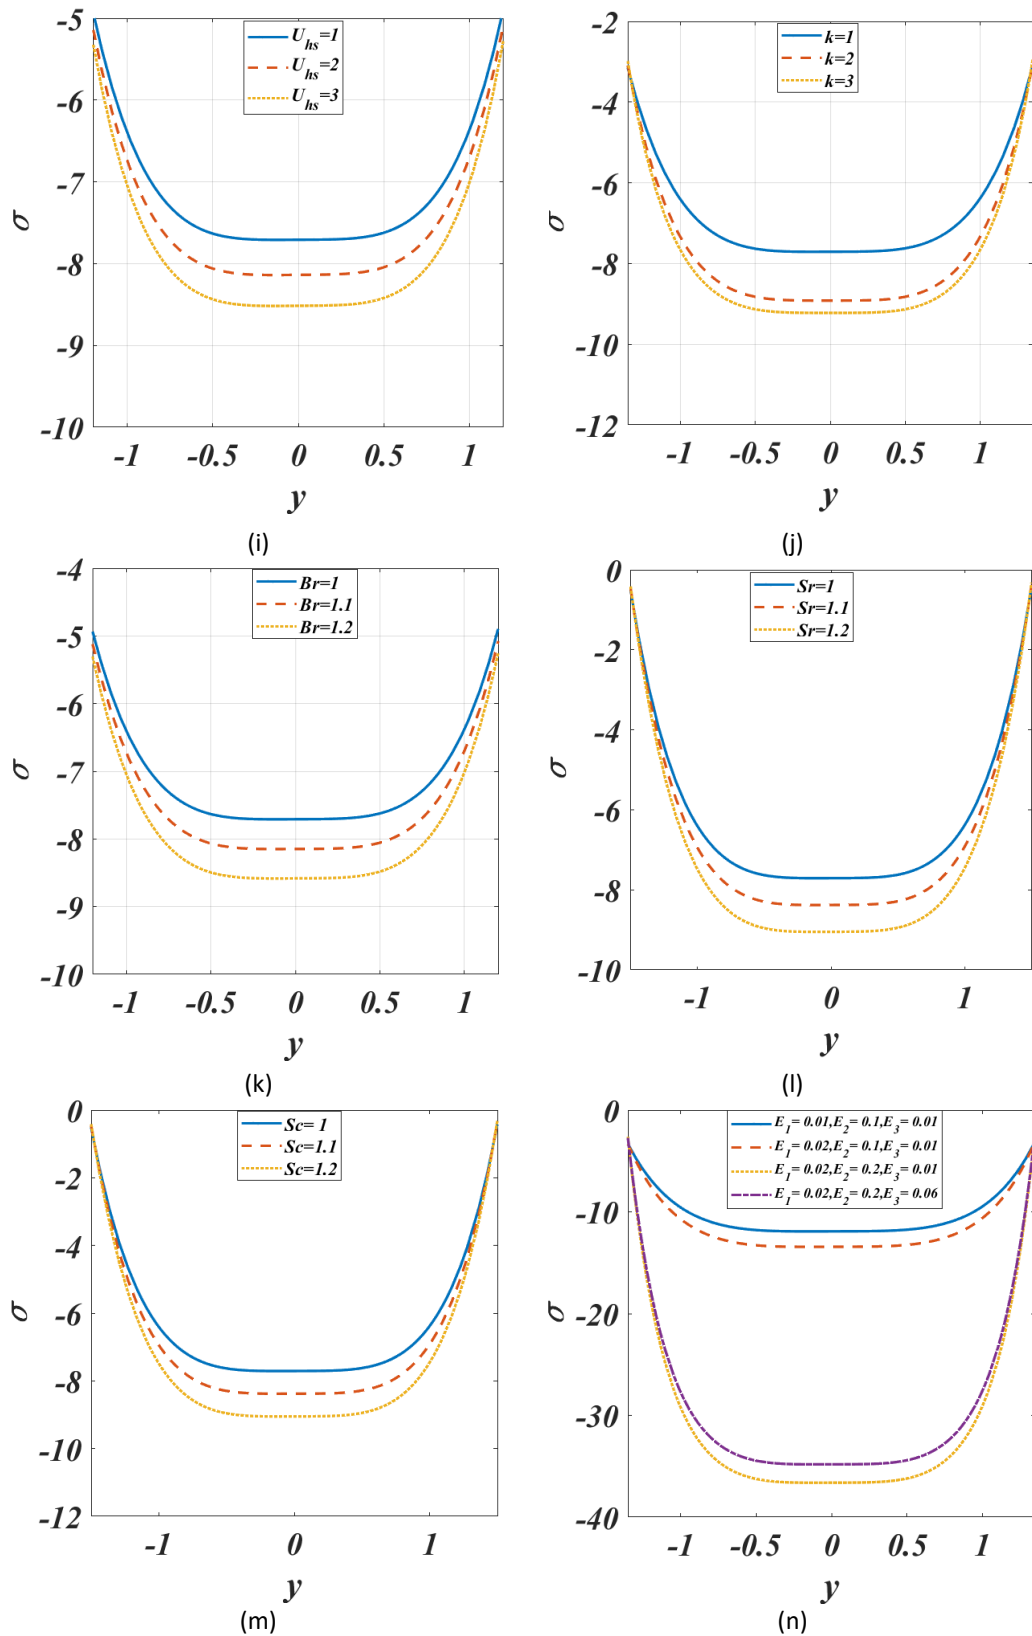 -5
U_hs=1
U_hs=2
U_hs=3
-6
-7
σ
-8
-9
-10
-1 -0.5 0 0.5 1
y
(i)
-2
k=1
k=2
k=3
-4
-6
σ
-8
-10
-12
-1 -0.5 0 0.5 1
y
(j)
-4
Br=1
Br=1.1
Br=1.2
-5
-6
-7
σ
-8
-9
-10
-1 -0.5 0 0.5 1
y
(k)
0
Sr=1
Sr=1.1
Sr=1.2
-2
-4
σ
-6
-8
-10
-1 0 1
y
(l)
0
Sc= 1
Sc=1.1
Sc=1.2
-2
-4
σ
-6
-8
-10
-12
-1 0 1
y
(m)
0
E_1= 0.01,E_2= 0.1,E_3= 0.01
E_1= 0.02,E_2= 0.1,E_3= 0.01
E_1= 0.02,E_2= 0.2,E_3= 0.01
E_1= 0.02,E_2= 0.2,E_3= 0.06
-10
-20
σ
-30
-40
-1 -0.5 0 0.5 1
y
(n)